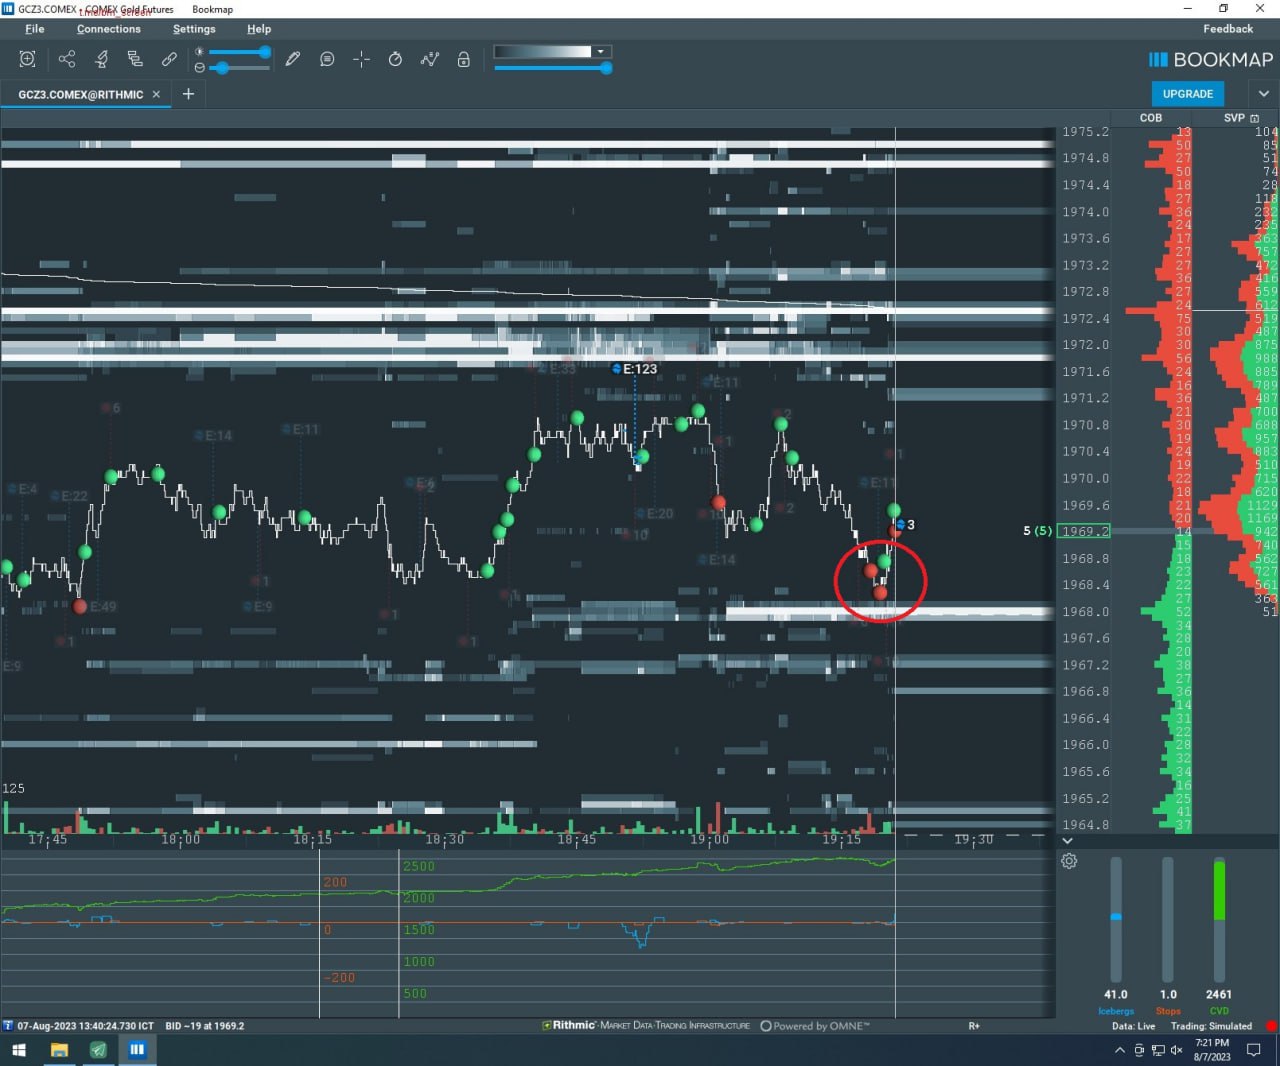 GCZ3.COMEX - COMEX Gold Futures Bookmap
t.me/bm_screen
File Connections Settings Help Feedback
BOOKMAP
GCZ3.COMEX@RITHMIC × + UPGRADE
COB SVP
1975.2 13 104
50 85
1974.8 27 51
50 74
1974.4 18 28
27 118
1974.0 36 232
24 235
1973.6 17 363
27 757
1973.2 27 472
36 416
1972.8 27 559
24 612
1972.4 75 519
30 487
1972.0 30 875
56 988
1971.6 24 885
16 789
1971.2 36 487
21 700
1970.8 30 688
19 957
1970.4 24 883
19 510
1970.0 22 715
18 620
1969.6 21 1129
20 1169
5 (5) 1969.2 14 942
15 740
1968.8 18 562
23 727
1968.4 22 561
27
1968.0 52 51
34
1967.6 28
20
1967.2 38
27
1966.8 36
14
1966.4 31
22
1966.0 28
32
1965.6 34
16
1965.2 25
41
1964.8 37
E:33 E:123
E:11
6 2
E:14 E:11
1 1
E:4 E:22 E:6 2 E:11
E:20 10 2
3
10
E:14
1
E:49 E:9 1 1
1 1
E:9
125
17:45 18:00 18:15 18:30 18:45 19:00 19:15 19:30
2500
200
2000
0 1500
1000
-200
500
41.0 1.0 2461
Icebergs Stops CVD
07-Aug-2023 13:40:24.730 ICT BID ~19 at 1969.2 Rithmic MARKET DATA·TRADING INFRASTRUCTURE Powered by OMNE™ R+ Data: Live Trading: Simulated
7:21 PM
8/7/2023